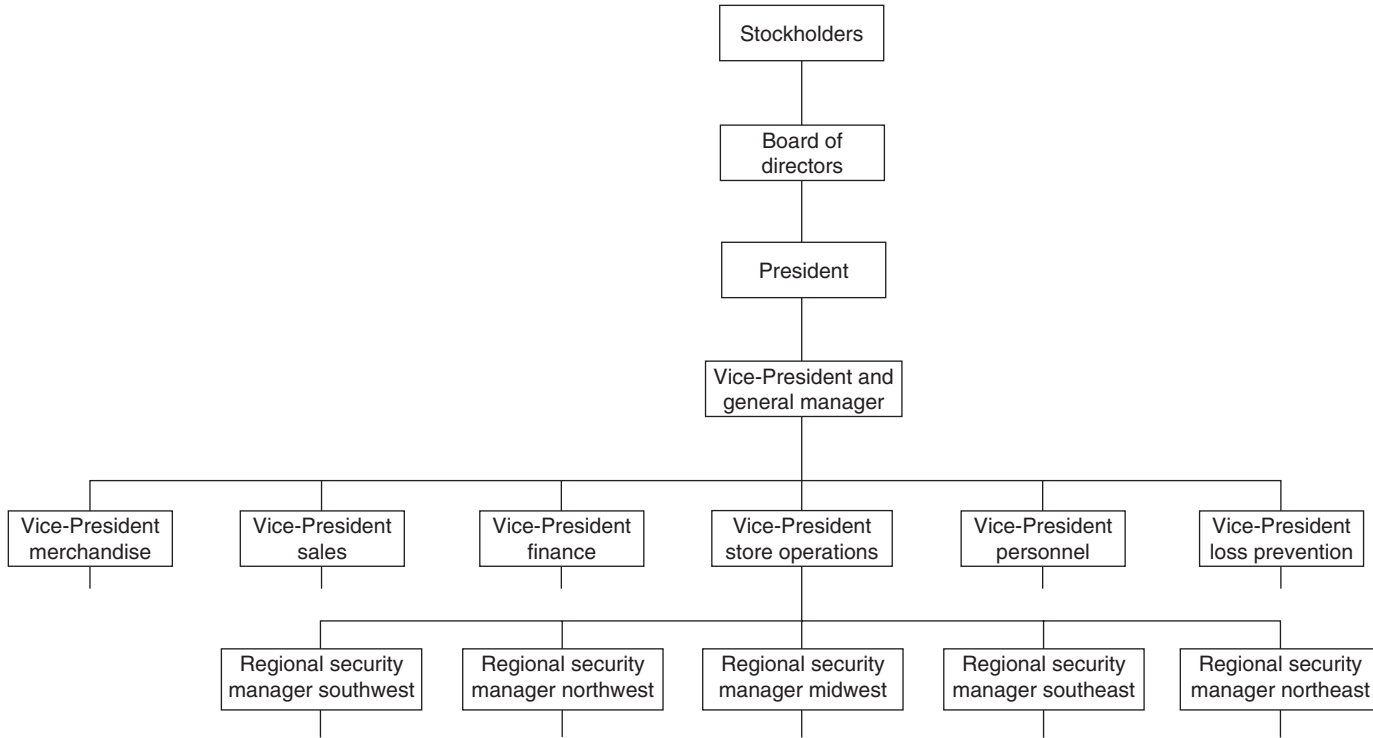 Stockholders
Board of
directors
President
Vice-President and
general manager
Vice-President
merchandise
Vice-President
sales
Vice-President
finance
Vice-President
store operations
Vice-President
personnel
Vice-President
loss prevention
Regional security
manager southwest
Regional security
manager northwest
Regional security
manager midwest
Regional security
manager southeast
Regional security
manager northeast